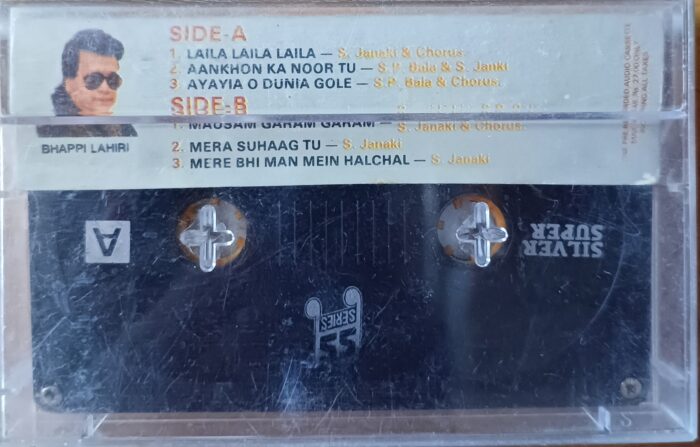 SIDE-A
1. LAILA LAILA LAILA — S. Janaki & Chorus.
2. AANKHON KA NOOR TU — S.P. Bala & S. Janki
3. AYAYIA O DUNIA GOLE — S.P. Bala & Chorus.
SIDE-B
1. MAUSAM GARAM GARAM — S. Janaki & Chorus.
2. MERA SUHAAG TU — S. Janaki
3. MERE BHI MAN MEIN HALCHAL — S. Janaki
BHAPPI LAHIRI
A
SUPER
SILVER
SS
SERIES